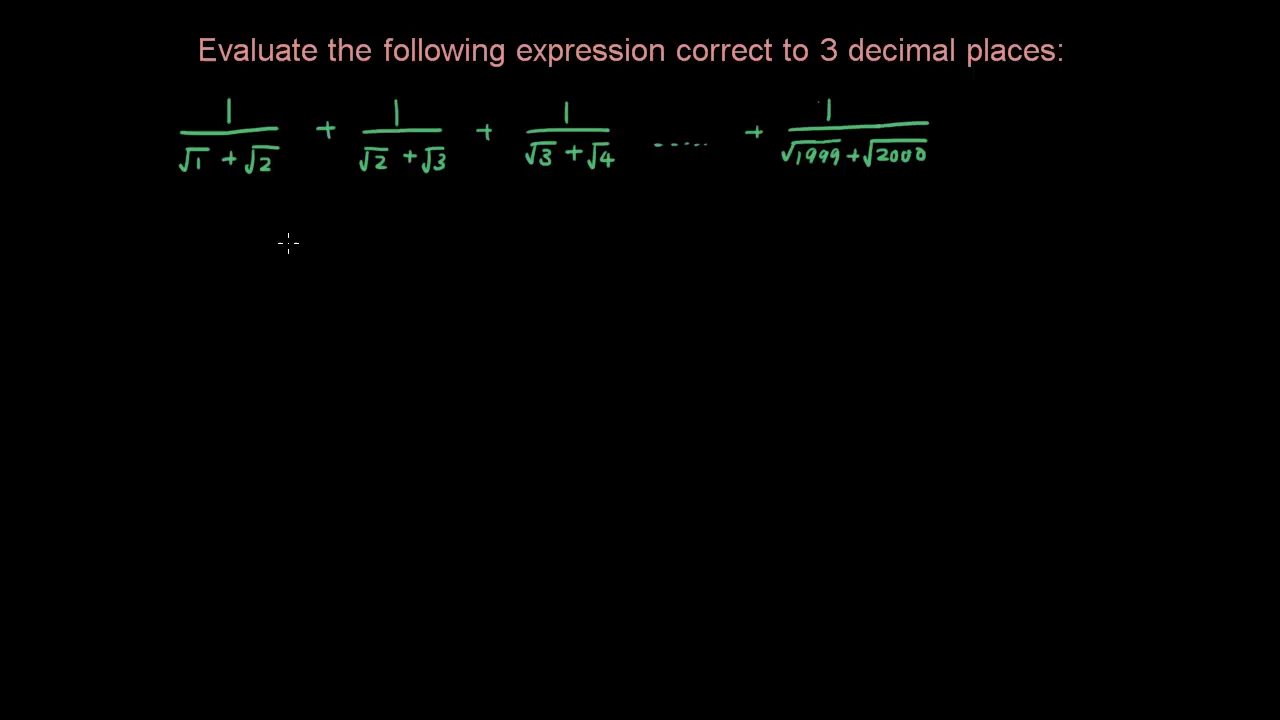 Evaluate the following expression correct to 3 decimal places:
1/(√1 + √2) + 1/(√2 + √3) + 1/(√3 + √4) ..... + 1/(√1999 + √2000)